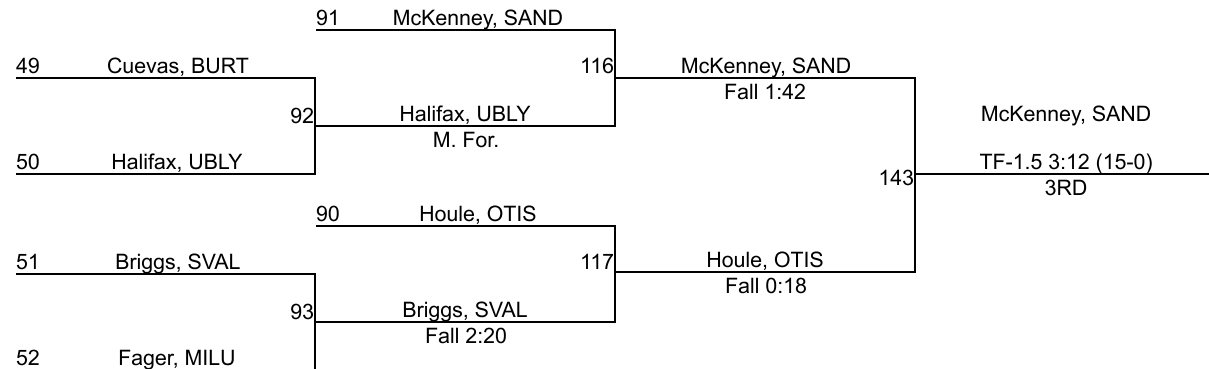 91 McKenney, SAND
49 Cuevas, BURT
116 McKenney, SAND
Fall 1:42
92 Halifax, UBLY
M. For.
McKenney, SAND
50 Halifax, UBLY
143 TF-1.5 3:12 (15-0)
3RD
90 Houle, OTIS
51 Briggs, SVAL
117 Houle, OTIS
Fall 0:18
93 Briggs, SVAL
Fall 2:20
52 Fager, MILU